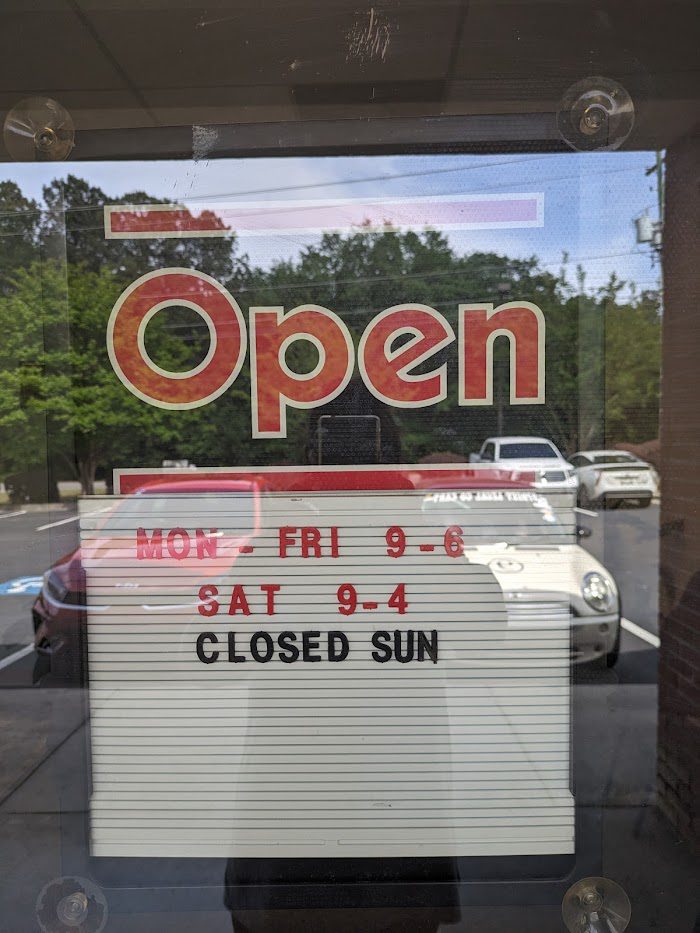 Open
MON - FRI 9-6
SAT 9-4
CLOSED SUN